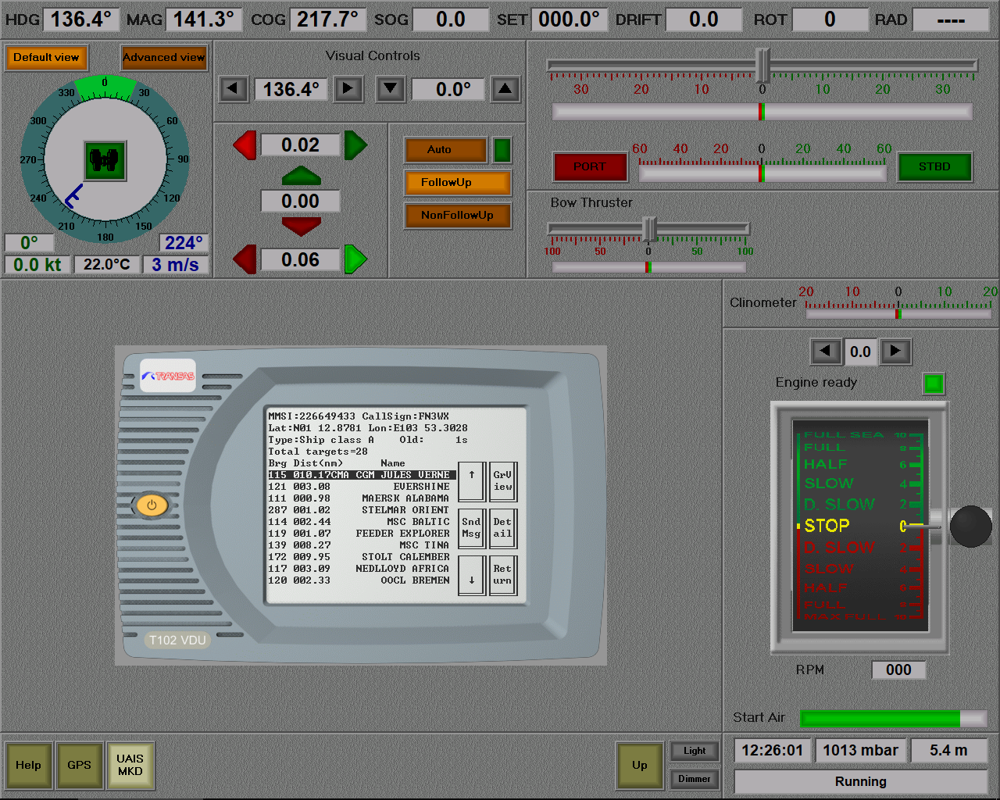 HDG 136.4° MAG 141.3° COG 217.7° SOG 0.0 SET 000.0° DRIFT 0.0 ROT 0 RAD ----
Default view Advanced view
0
330 30
300 60
270 90
240 120
210 150
180
0° 224°
0.0 kt 22.0°C 3 m/s
Visual Controls
136.4° 0.0°
0.02
0.00
0.06
Auto
FollowUp
NonFollowUp
30 20 10 0 10 20 30
60 40 20 0 20 40 60
PORT STBD
Bow Thruster
100 50 0 50 100
Clinometer
20 10 0 10 20
0.0
Engine ready
FULL SEA 10
FULL 8
HALF 6
SLOW 4
D. SLOW 2
STOP 0
D. SLOW 2
SLOW 4
HALF 6
FULL 8
MAX FULL 10
RPM 000
Start Air
TRANSAS
MMSI:226649433 CallSign:FN3WX
Lat:N01 12.8781 Lon:E103 53.3028
Type:Ship class A Old: 1s
Total targets=28
Brg Dist(nm) Name
115 010.17CMA CGM JULES VERNE
121 003.08 EVERSHINE
111 000.98 MAERSK ALABAMA
287 001.02 STELMAR ORIENT
114 002.44 MSC BALTIC
119 001.07 FEEDER EXPLORER
139 008.27 MSC TINA
172 009.95 STOLT CALEMBER
117 003.09 NEDLLOYD AFRICA
120 002.33 OOCL BREMEN
↑ GrV
iew
Snd Det
Msg ail
↓ Ret
urn
T102 VDU
Help
GPS
UAIS
MKD
Up
Light
Dimmer
12:26:01 1013 mbar 5.4 m
Running